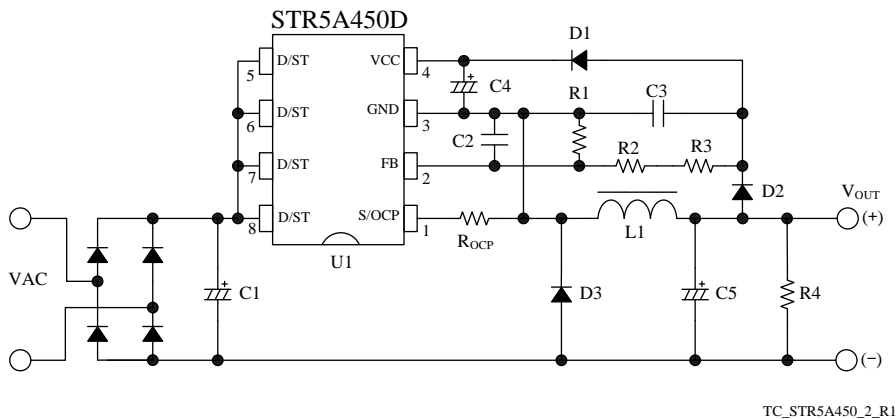 STR5A450D
D1
D/ST
VCC
5
4
C4
R1
C3
D/ST
GND
6
3
C2
R2
R3
D/ST
FB
7
2
D2
VOUT
D/ST
S/OCP
8
1
(+)
ROCP
L1
U1
VAC
C1
D3
C5
R4
(−)
TC_STR5A450_2_R1